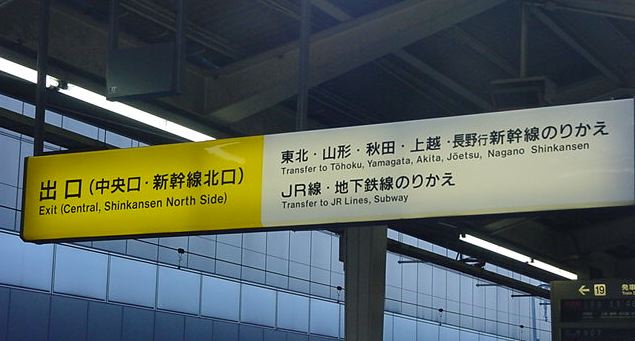 出口(中央口・新幹線北口)
Exit (Central, Shinkansen North Side)
東北・山形・秋田・上越・長野行新幹線のりかえ
Transfer to Tōhoku, Yamagata, Akita, Jōetsu, Nagano Shinkansen
JR線・地下鉄線のりかえ
Transfer to JR Lines, Subway
← 19 発車